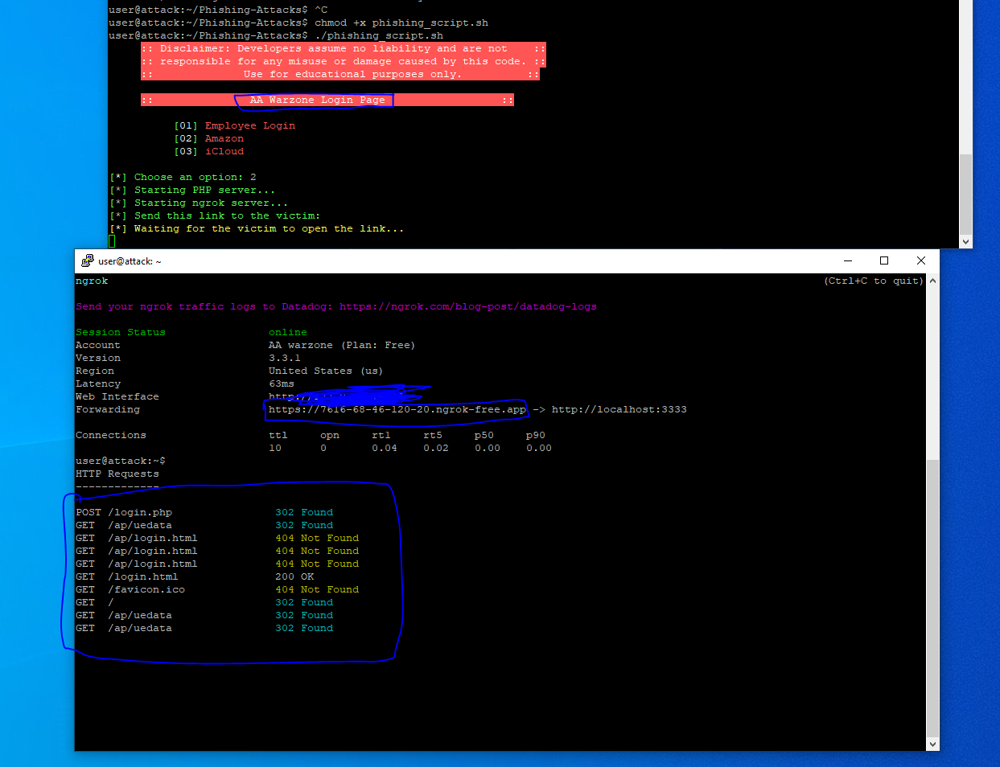 user@attack:~/Phishing-Attacks$ ^C
user@attack:~/Phishing-Attacks$ chmod +x phishing_script.sh
user@attack:~/Phishing-Attacks$ ./phishing_script.sh
:: Disclaimer: Developers assume no liability and are not ::
:: responsible for any misuse or damage caused by this code. ::
:: Use for educational purposes only. ::
:: AA Warzone Login Page ::
[01] Employee Login
[02] Amazon
[03] iCloud
[*] Choose an option: 2
[*] Starting PHP server...
[*] Starting ngrok server...
[*] Send this link to the victim:
[*] Waiting for the victim to open the link...
user@attack: ~
ngrok (Ctrl+C to quit)
Send your ngrok traffic logs to Datadog: https://ngrok.com/blog-post/datadog-logs
Session Status online
Account AA warzone (Plan: Free)
Version 3.3.1
Region United States (us)
Latency 63ms
Web Interface
Forwarding https://7616-68-46-120-20.ngrok-free.app -> http://localhost:3333
Connections ttl opn rt1 rt5 p50 p90
10 0 0.04 0.02 0.00 0.00
user@attack:~$
HTTP Requests
-------------
POST /login.php 302 Found
GET /ap/uedata 302 Found
GET /ap/login.html 404 Not Found
GET /ap/login.html 404 Not Found
GET /ap/login.html 404 Not Found
GET /login.html 200 OK
GET /favicon.ico 404 Not Found
GET / 302 Found
GET /ap/uedata 302 Found
GET /ap/uedata 302 Found